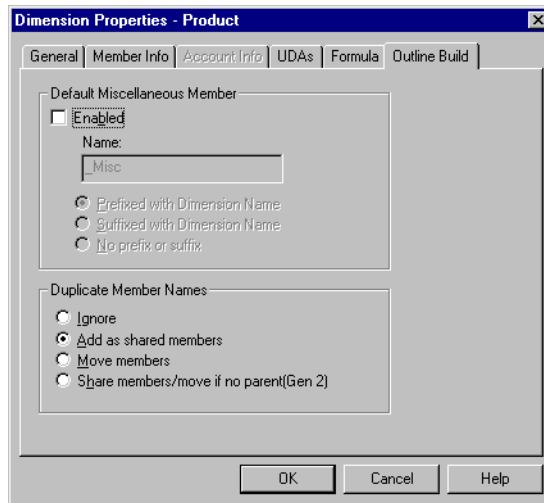 Dimension Properties - Product
General Member Info Account Info UDAs Formula Outline Build
Default Miscellaneous Member
Enabled
Name:
_Misc
Prefixed with Dimension Name
Suffixed with Dimension Name
No prefix or suffix
Duplicate Member Names
Ignore
Add as shared members
Move members
Share members/move if no parent(Gen 2)
OK Cancel Help